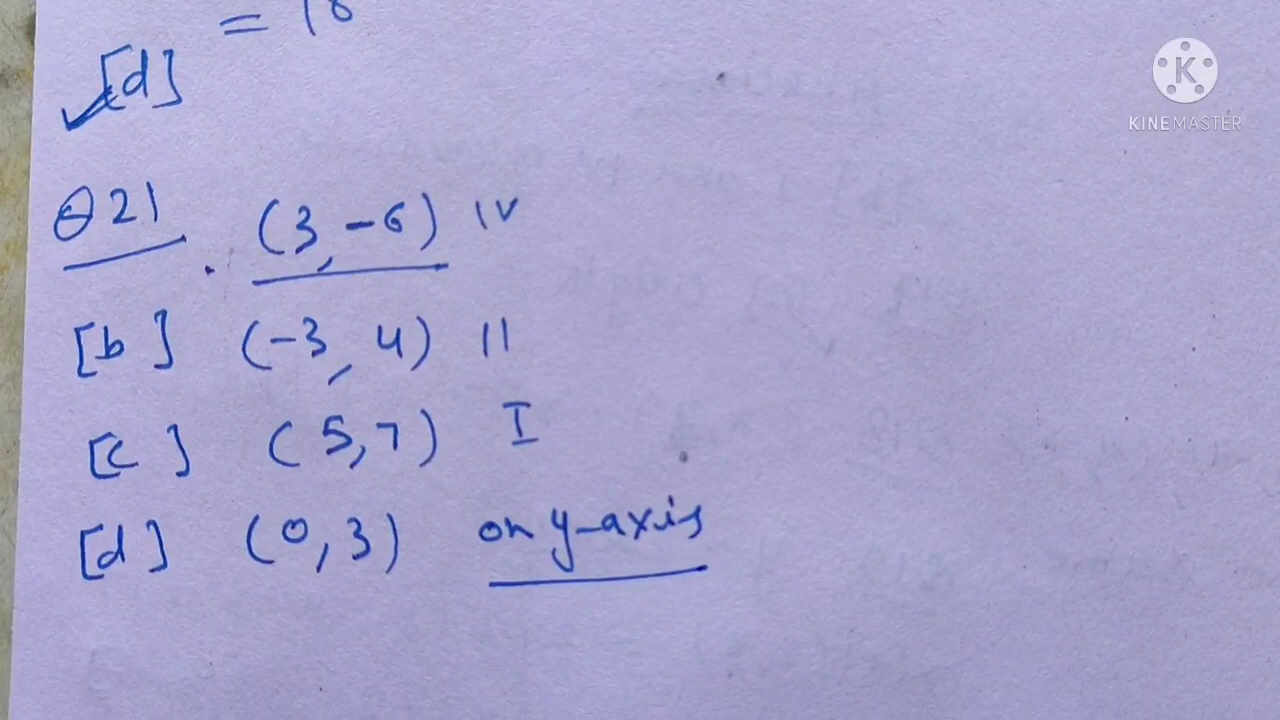 = 18
[d]
Q21 . (3, -6) IV
[b] (-3, 4) II
[c] (5, 7) I
[d] (0, 3) on y-axis
K
KINEMASTER